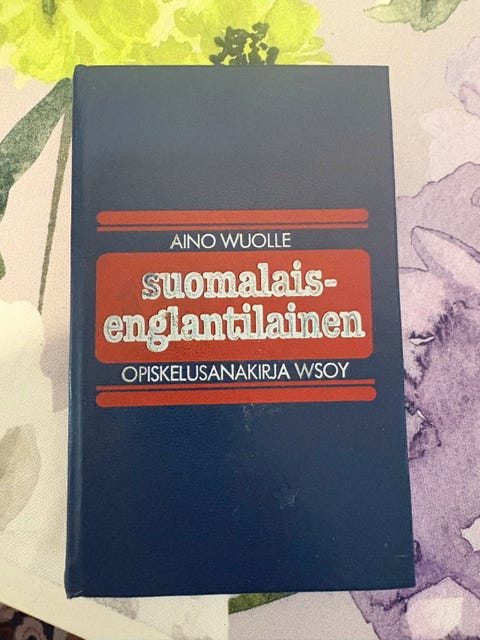 AINO WUOLLE
suomalais-
englantilainen
OPISKELUSANAKIRJA WSOY